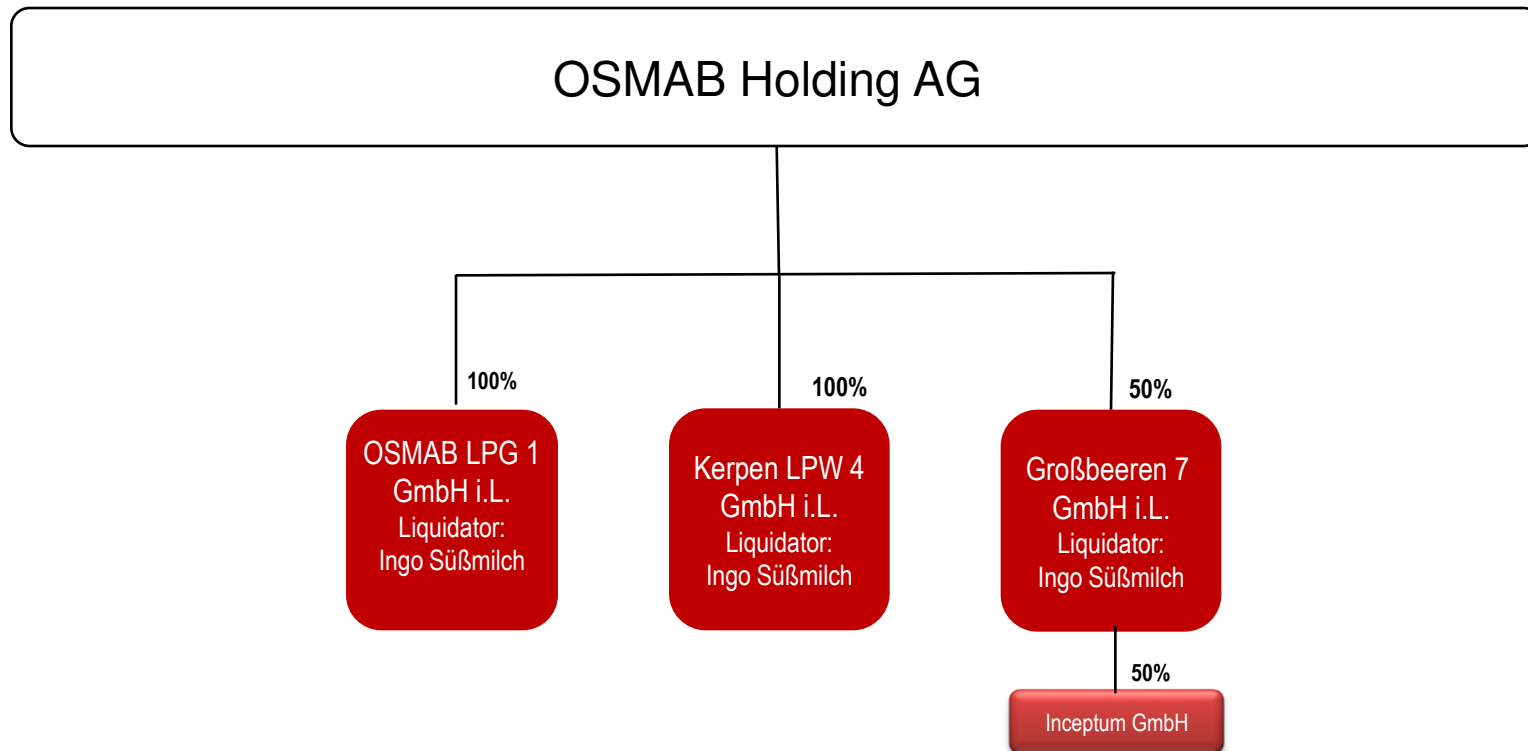 OSMAB Holding AG
100%
100%
50%
OSMAB LPG 1
GmbH i.L.
Liquidator:
Ingo Süßmilch
Kerpen LPW 4
GmbH i.L.
Liquidator:
Ingo Süßmilch
Großbeeren 7
GmbH i.L.
Liquidator:
Ingo Süßmilch
50%
Inceptum GmbH